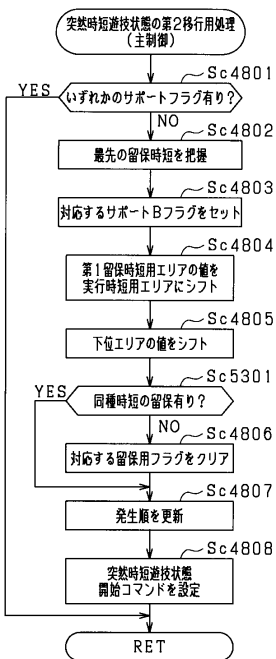 突然時短遊技状態の第2移行用処理
(主制御)
Sc4801
YES
いずれかのサポートフラグ有り?
NO
Sc4802
最先の留保時短を把握
Sc4803
対応するサポートBフラグをセット
Sc4804
第1留保時短用エリアの値を
実行時短用エリアにシフト
Sc4805
下位エリアの値をシフト
Sc5301
YES
同種時短の留保有り?
NO
Sc4806
対応する留保用フラグをクリア
Sc4807
発生順を更新
Sc4808
突然時短遊技状態
開始コマンドを設定
RET